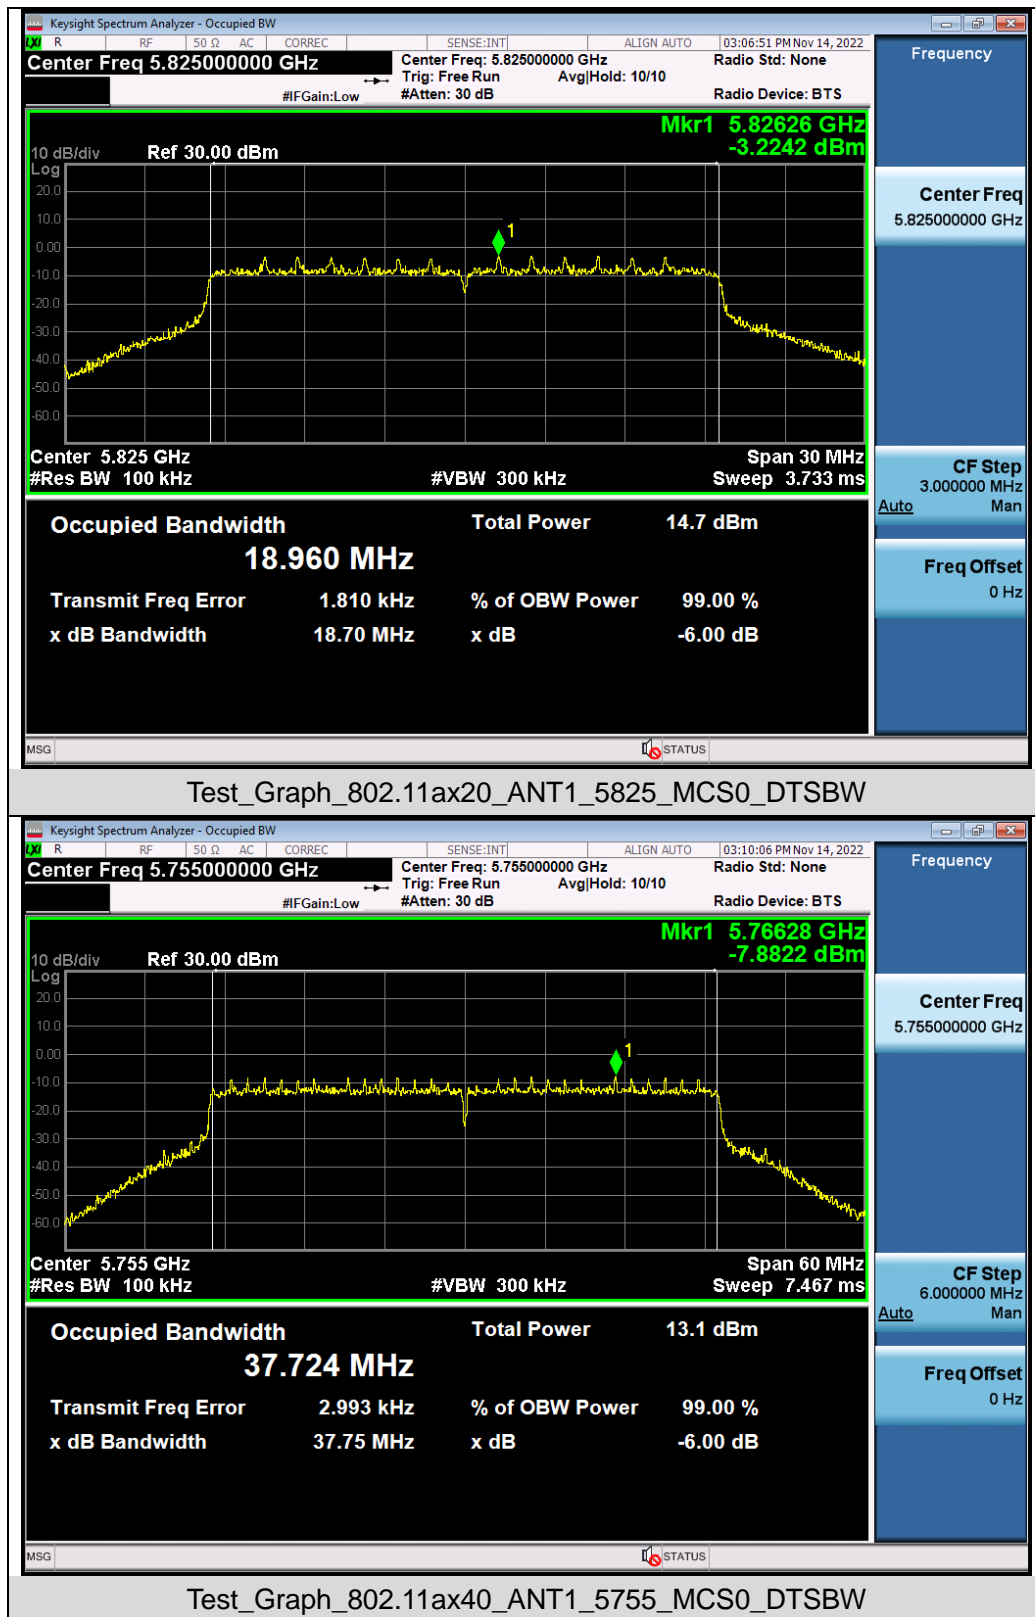 Keysight Spectrum Analyzer - Occupied BW
LXI R RF 50 Ω AC CORREC SENSE:INT ALIGN AUTO 03:06:51 PM Nov 14, 2022
Center Freq 5.825000000 GHz
Center Freq: 5.825000000 GHz
Radio Std: None
Trig: Free Run Avg|Hold: 10/10
#IFGain:Low
#Atten: 30 dB
Radio Device: BTS
Frequency
Mkr1 5.82626 GHz
-3.2242 dBm
10 dB/div Ref 30.00 dBm
Log
20.0
10.0
0.00
-10.0
-20.0
-30.0
-40.0
-50.0
-60.0
1
Center Freq
5.825000000 GHz
Center 5.825 GHz Span 30 MHz
#Res BW 100 kHz #VBW 300 kHz Sweep 3.733 ms
CF Step
3.000000 MHz
Auto Man
Freq Offset
0 Hz
Occupied Bandwidth Total Power 14.7 dBm
18.960 MHz
Transmit Freq Error 1.810 kHz % of OBW Power 99.00 %
x dB Bandwidth 18.70 MHz x dB -6.00 dB
MSG STATUS
Test_Graph_802.11ax20_ANT1_5825_MCS0_DTSBW
Keysight Spectrum Analyzer - Occupied BW
LXI R RF 50 Ω AC CORREC SENSE:INT ALIGN AUTO 03:10:06 PM Nov 14, 2022
Center Freq 5.755000000 GHz
Center Freq: 5.755000000 GHz
Radio Std: None
Trig: Free Run Avg|Hold: 10/10
#IFGain:Low
#Atten: 30 dB
Radio Device: BTS
Frequency
Mkr1 5.76628 GHz
-7.8822 dBm
10 dB/div Ref 30.00 dBm
Log
20.0
10.0
0.00
-10.0
-20.0
-30.0
-40.0
-50.0
-60.0
1
Center Freq
5.755000000 GHz
Center 5.755 GHz Span 60 MHz
#Res BW 100 kHz #VBW 300 kHz Sweep 7.467 ms
CF Step
6.000000 MHz
Auto Man
Freq Offset
0 Hz
Occupied Bandwidth Total Power 13.1 dBm
37.724 MHz
Transmit Freq Error 2.993 kHz % of OBW Power 99.00 %
x dB Bandwidth 37.75 MHz x dB -6.00 dB
MSG STATUS
Test_Graph_802.11ax40_ANT1_5755_MCS0_DTSBW